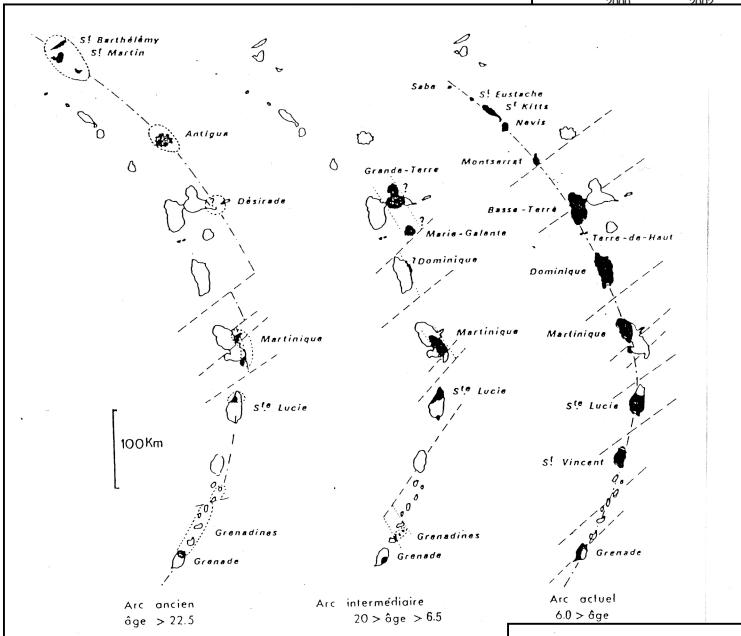 2000 2002
St Barthélémy
St Martin
Antigua
?
Désirade
Martinique
Ste Lucie
100Km
Grenadines
Grenade
Arc ancien
âge > 22.5
Grande-Terre
?
?
Marie-Galante
?Dominique
Martinique
Ste Lucie
Grenadines
Grenade
Arc intermédiaire
20 > âge > 6.5
Saba
St Eustache
St Kitts
Nevis
Montserrat
Basse-Terre
Terre-de-Haut
Dominique
Martinique
Ste Lucie
St Vincent
Grenade
Arc actuel
6.0 > âge